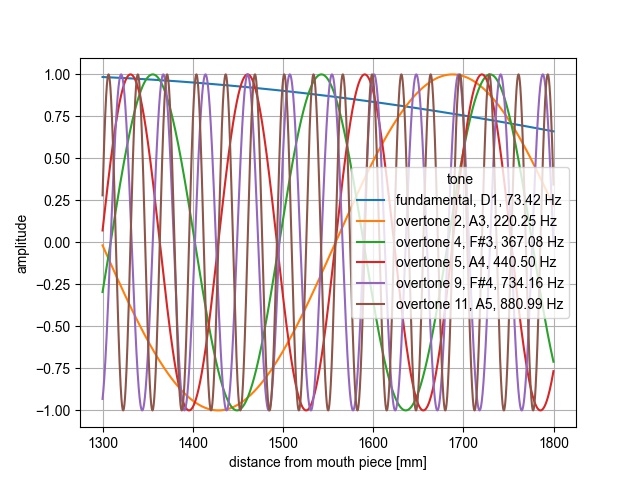 1.00
0.75
0.50
0.25
0.00
−0.25
−0.50
−0.75
−1.00
amplitude
tone
fundamental, D1, 73.42 Hz
overtone 2, A3, 220.25 Hz
overtone 4, F#3, 367.08 Hz
overtone 5, A4, 440.50 Hz
overtone 9, F#4, 734.16 Hz
overtone 11, A5, 880.99 Hz
1300 1400 1500 1600 1700 1800
distance from mouth piece [mm]